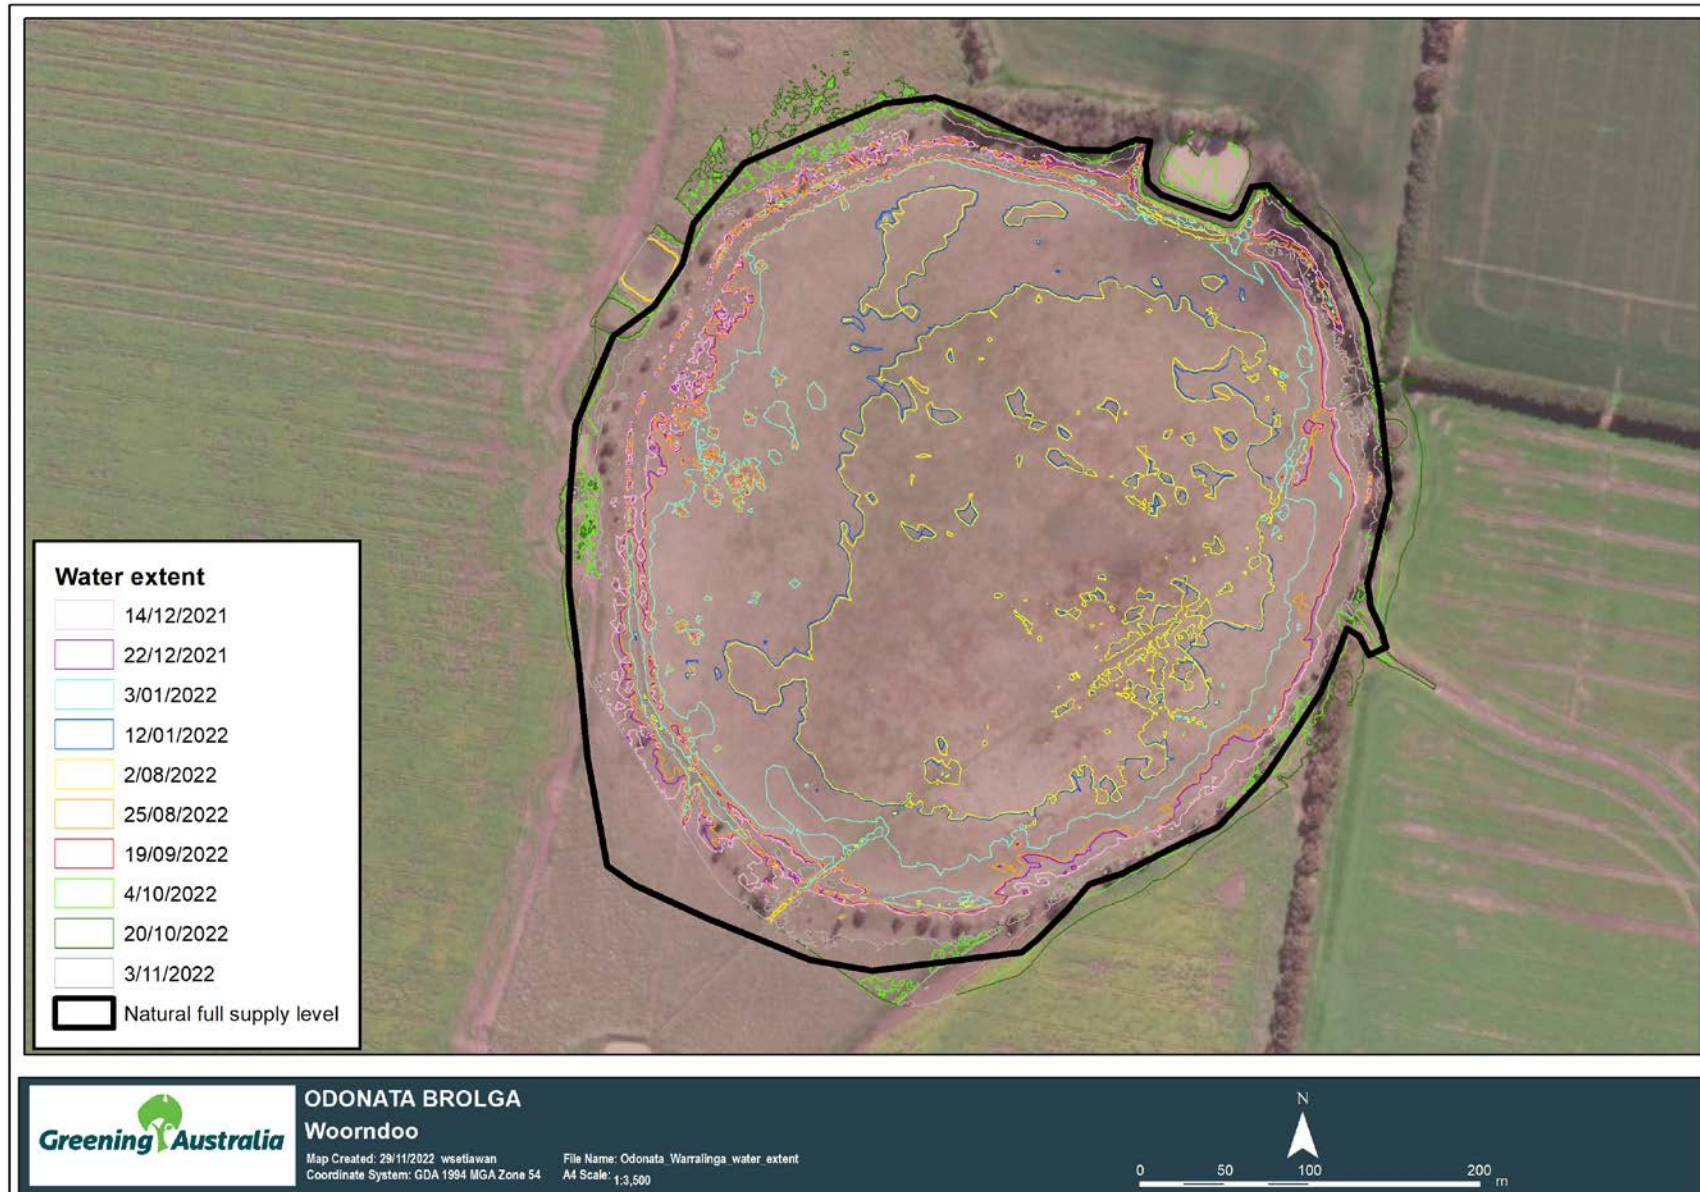 Water extent
14/12/2021
22/12/2021
3/01/2022
12/01/2022
2/08/2022
25/08/2022
19/09/2022
4/10/2022
20/10/2022
3/11/2022
Natural full supply level
Greening Australia
ODONATA BROLGA
Woorndoo
Map Created: 29/11/2022 wsetiawan
Coordinate System: GDA 1994 MGA Zone 54
File Name: Odonata_Warralinga_water_extent
A4 Scale: 1:3,500
N
0 50 100 200
m